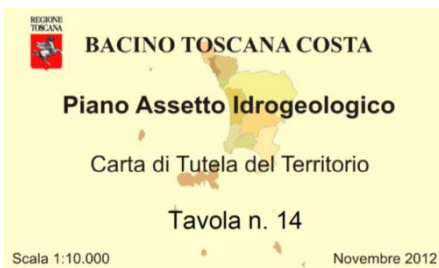 REGIONE
TOSCANA
BACINO TOSCANA COSTA
Piano Assetto Idrogeologico
Carta di Tutela del Territorio
Tavola n. 14
Scala 1:10.000
Novembre 2012